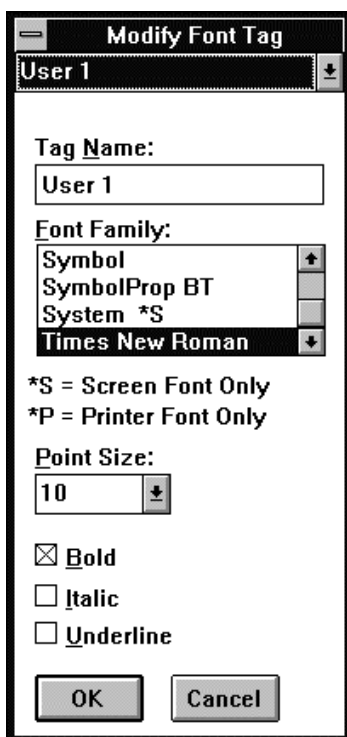 Modify Font Tag
User 1
Tag Name:
User 1
Font Family:
Symbol
SymbolProp BT
System *S
Times New Roman
*S = Screen Font Only
*P = Printer Font Only
Point Size:
10
Bold
Italic
Underline
OK Cancel